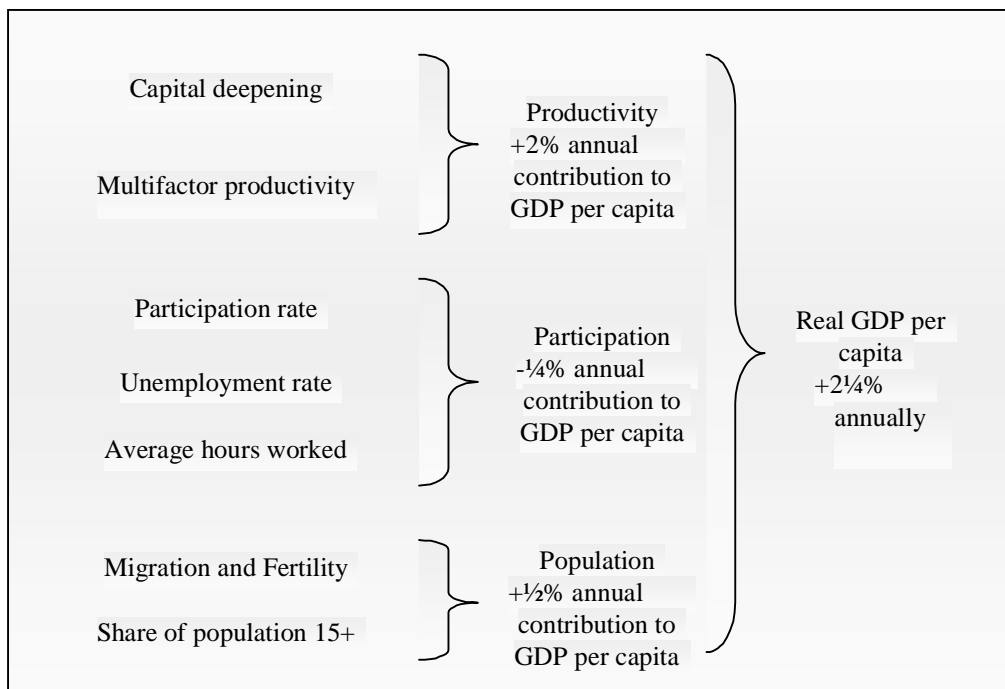 Capital deepening
Multifactor productivity
Productivity
+2% annual
contribution to
GDP per capita
Participation rate
Unemployment rate
Average hours worked
Participation
-¼% annual
contribution to
GDP per capita
Migration and Fertility
Share of population 15+
Population
+½% annual
contribution to
GDP per capita
Real GDP per
capita
+2¼%
annually